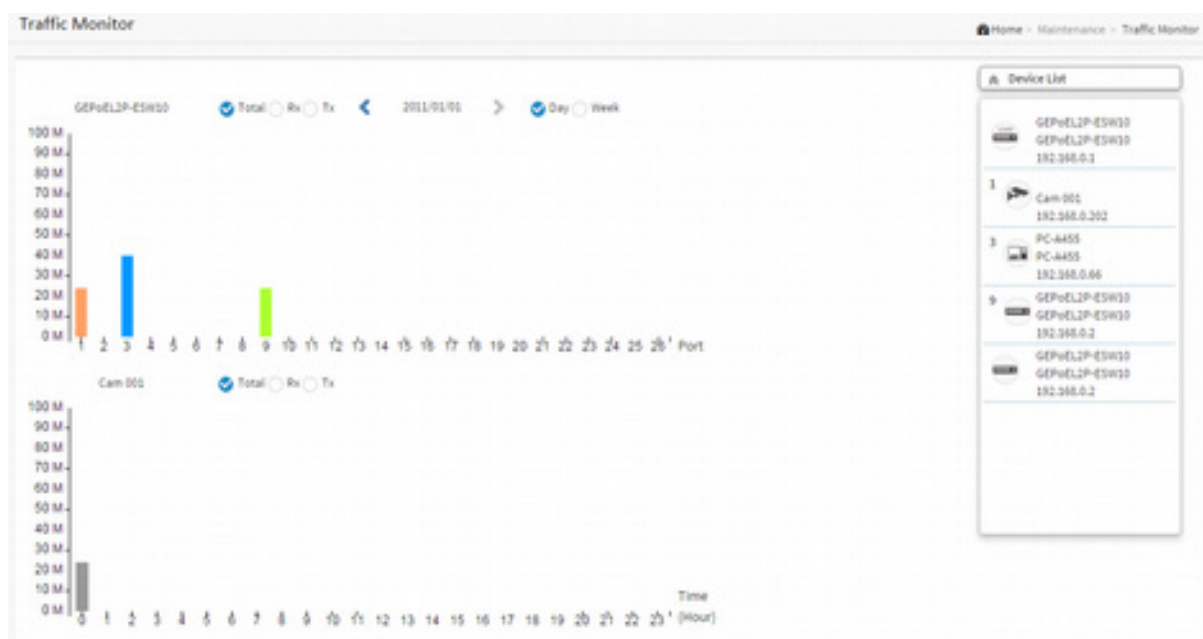 Traffic Monitor
Home > Maintenance > Traffic Monitor
GEPoEL2P-ESW10 Total Rx Tx 2011/01/01 Day Week
100 M
90 M
80 M
70 M
60 M
50 M
40 M
30 M
20 M
10 M
0 M
1 2 3 4 5 6 7 8 9 10 11 12 13 14 15 16 17 18 19 20 21 22 23 24 25 26 Port
Cam 001 Total Rx Tx
100 M
90 M
80 M
70 M
60 M
50 M
40 M
30 M
20 M
10 M
0 M
0 1 2 3 4 5 6 7 8 9 10 11 12 13 14 15 16 17 18 19 20 21 22 23 Time
(Hour)
Device List
GEPoEL2P-ESW10
GEPoEL2P-ESW10
192.168.0.1
1
Cam 001
192.168.0.202
3 PC-A455
PC-A455
192.168.0.66
9 GEPoEL2P-ESW10
GEPoEL2P-ESW10
192.168.0.2
GEPoEL2P-ESW10
GEPoEL2P-ESW10
192.168.0.2